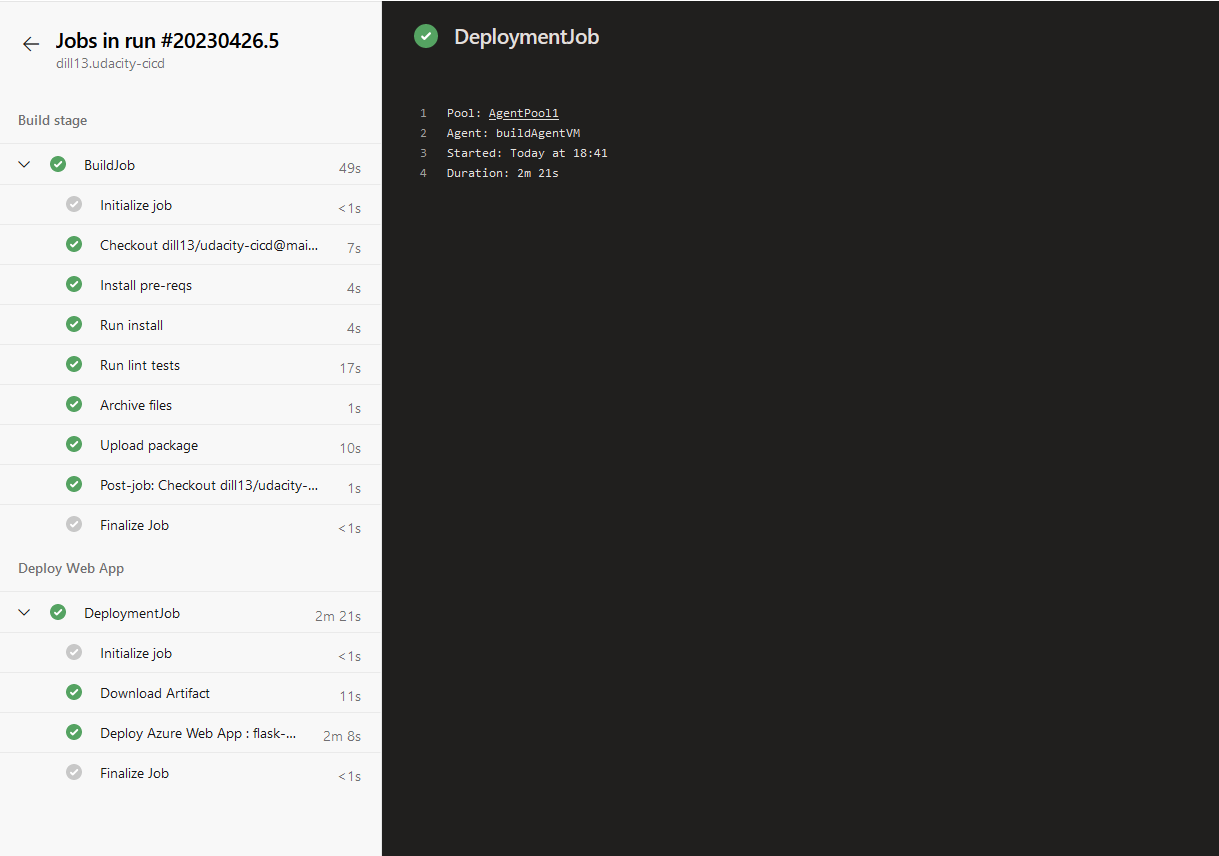 Jobs in run #20230426.5
dill13.udacity-cicd
Build stage
BuildJob 49s
Initialize job <1s
Checkout dill13/udacity-cicd@mai... 7s
Install pre-reqs 4s
Run install 4s
Run lint tests 17s
Archive files 1s
Upload package 10s
Post-job: Checkout dill13/udacity-... 1s
Finalize Job <1s
Deploy Web App
DeploymentJob 2m 21s
Initialize job <1s
Download Artifact 11s
Deploy Azure Web App : flask-... 2m 8s
Finalize Job <1s
DeploymentJob
1 Pool: AgentPool1
2 Agent: buildAgentVM
3 Started: Today at 18:41
4 Duration: 2m 21s